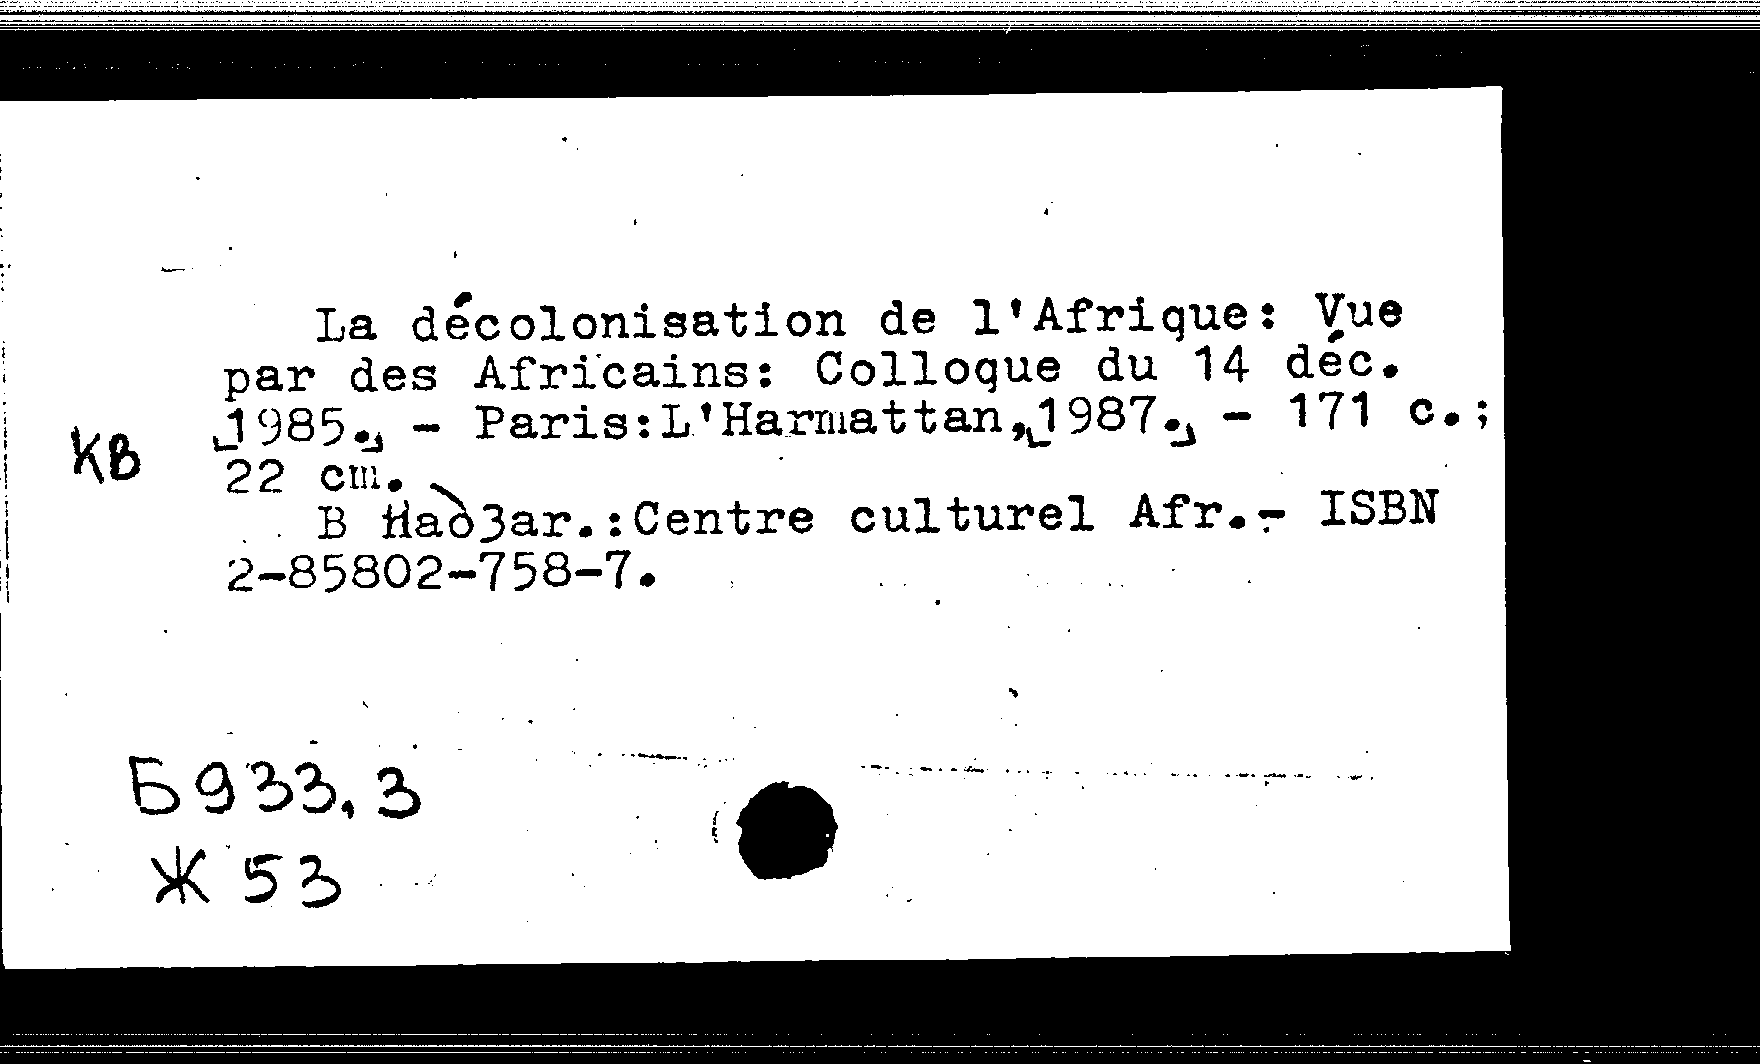 La décolonisation de l'Afrique: Vue
par des Africains: Colloque du 14 déc.
1985., - Paris:L'Harmattan, 1987., - 171 c.;
КВ
22 cm.
В Надзаг.:Centre culturel Afr.- ISBN
2-85802-758-7.
Б933,3
Ж 53